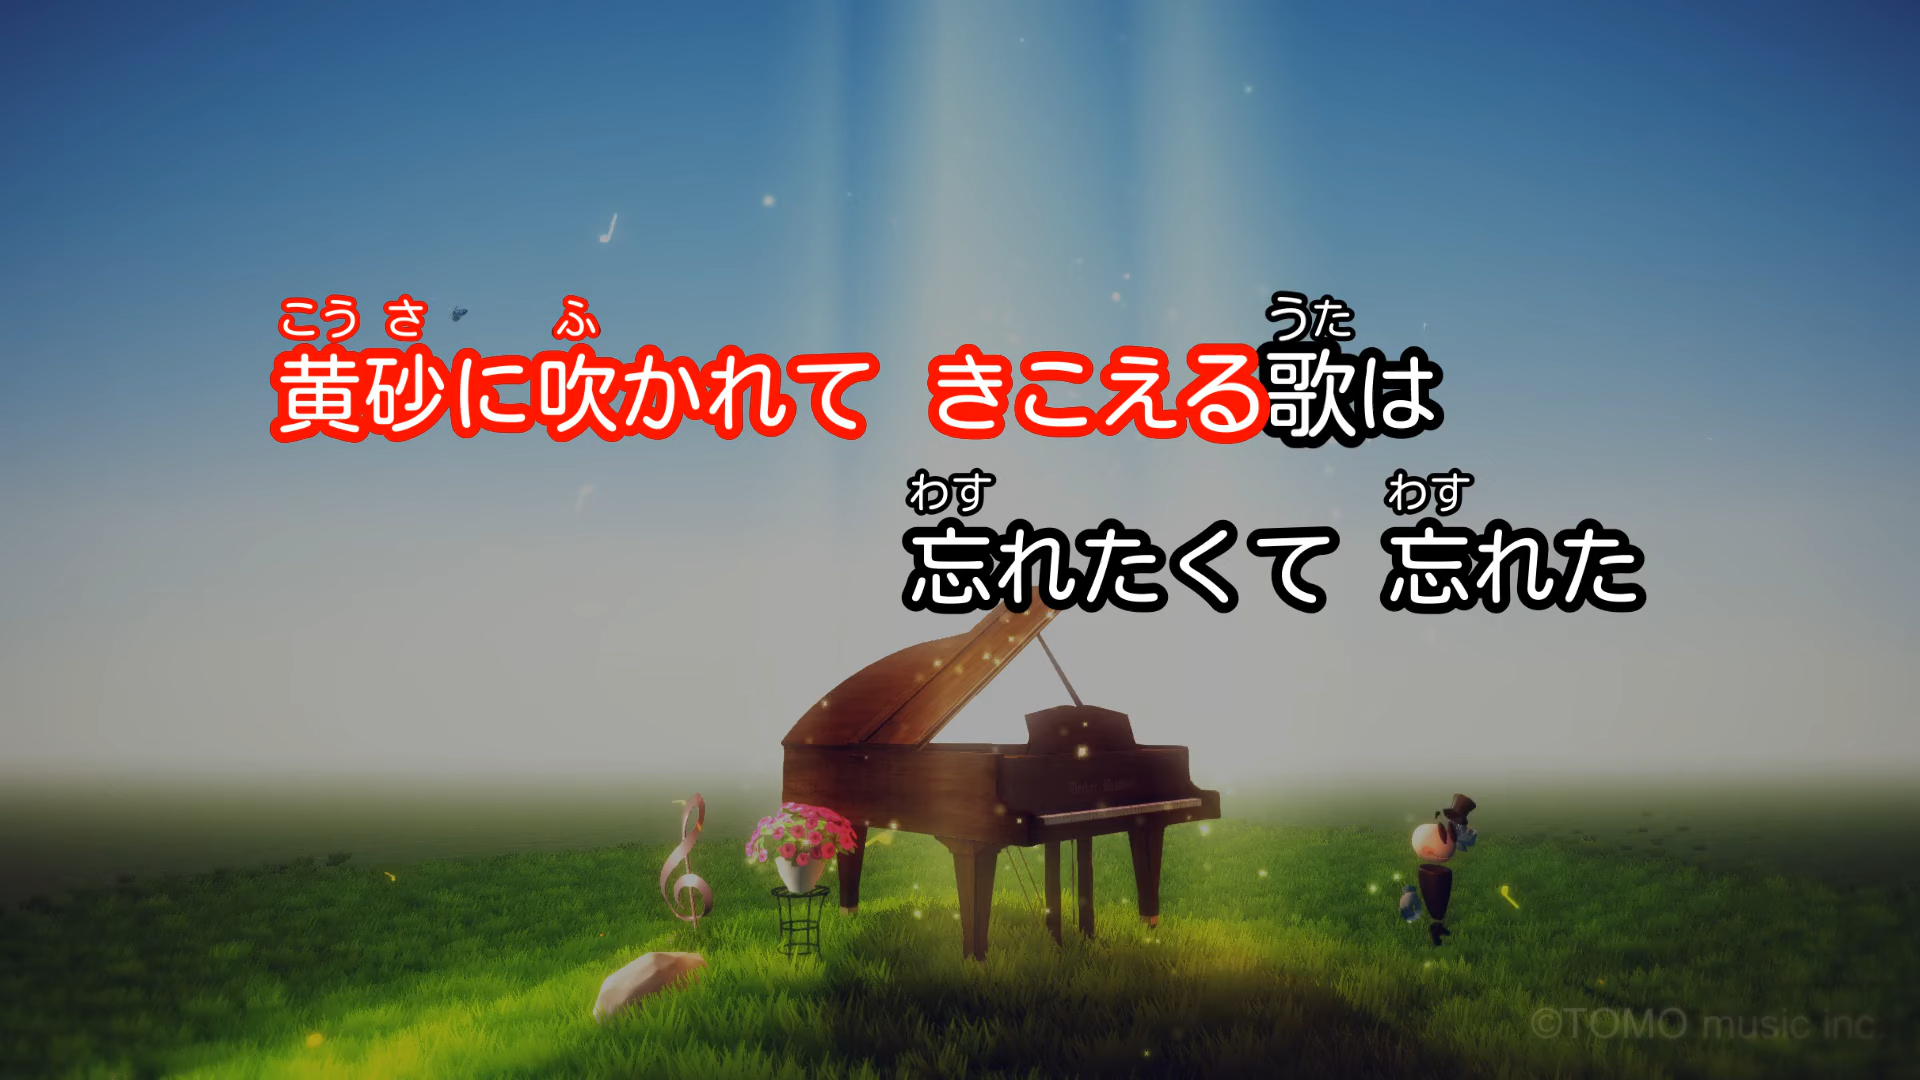 こうさ ふ うた
黄砂に吹かれて きこえる歌は
わす わす
忘れたくて 忘れた
©TOMO music inc